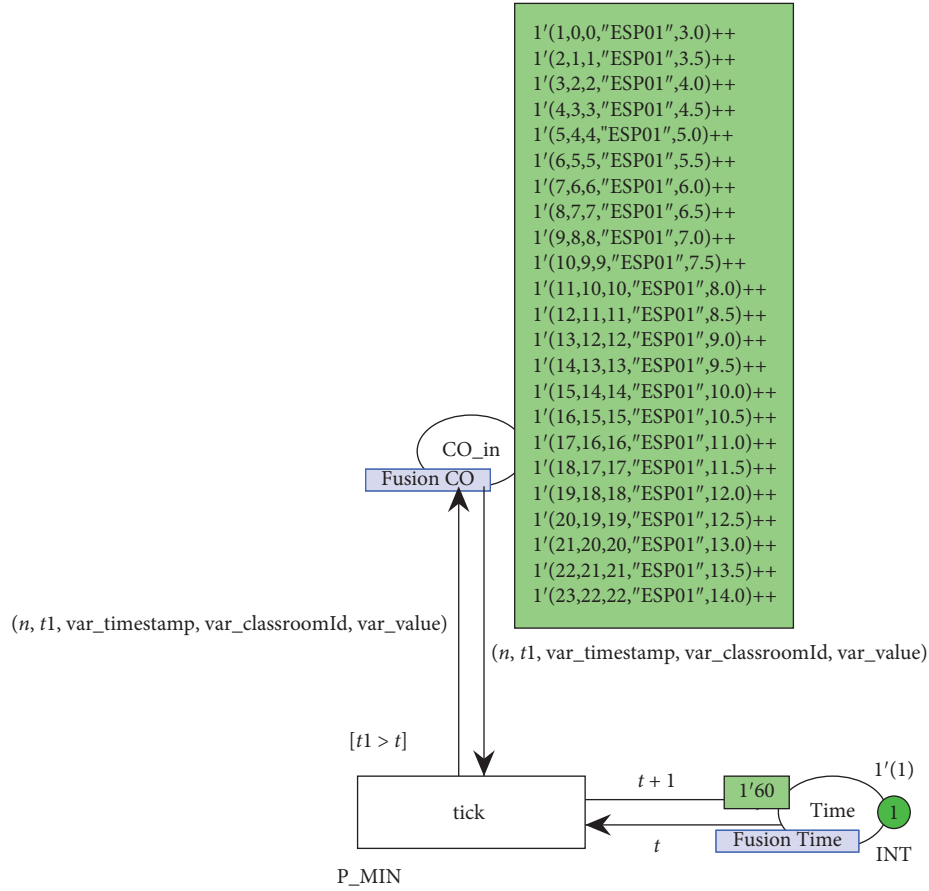 1′(1,0,0,″ESP01″,3.0)++
1′(2,1,1,″ESP01″,3.5)++
1′(3,2,2,″ESP01″,4.0)++
1′(4,3,3,″ESP01″,4.5)++
1′(5,4,4,″ESP01″,5.0)++
1′(6,5,5,″ESP01″,5.5)++
1′(7,6,6,″ESP01″,6.0)++
1′(8,7,7,″ESP01″,6.5)++
1′(9,8,8,″ESP01″,7.0)++
1′(10,9,9,″ESP01″,7.5)++
1′(11,10,10,″ESP01″,8.0)++
1′(12,11,11,″ESP01″,8.5)++
1′(13,12,12,″ESP01″,9.0)++
1′(14,13,13,″ESP01″,9.5)++
1′(15,14,14,″ESP01″,10.0)++
1′(16,15,15,″ESP01″,10.5)++
1′(17,16,16,″ESP01″,11.0)++
1′(18,17,17,″ESP01″,11.5)++
1′(19,18,18,″ESP01″,12.0)++
1′(20,19,19,″ESP01″,12.5)++
1′(21,20,20,″ESP01″,13.0)++
1′(22,21,21,″ESP01″,13.5)++
1′(23,22,22,″ESP01″,14.0)++
CO_in
Fusion CO
(n, t1, var_timestamp, var_classroomId, var_value)
(n, t1, var_timestamp, var_classroomId, var_value)
[t1 > t]
tick
P_MIN
t + 1
t
1′60
Time
Fusion Time
1′(1)
1
INT